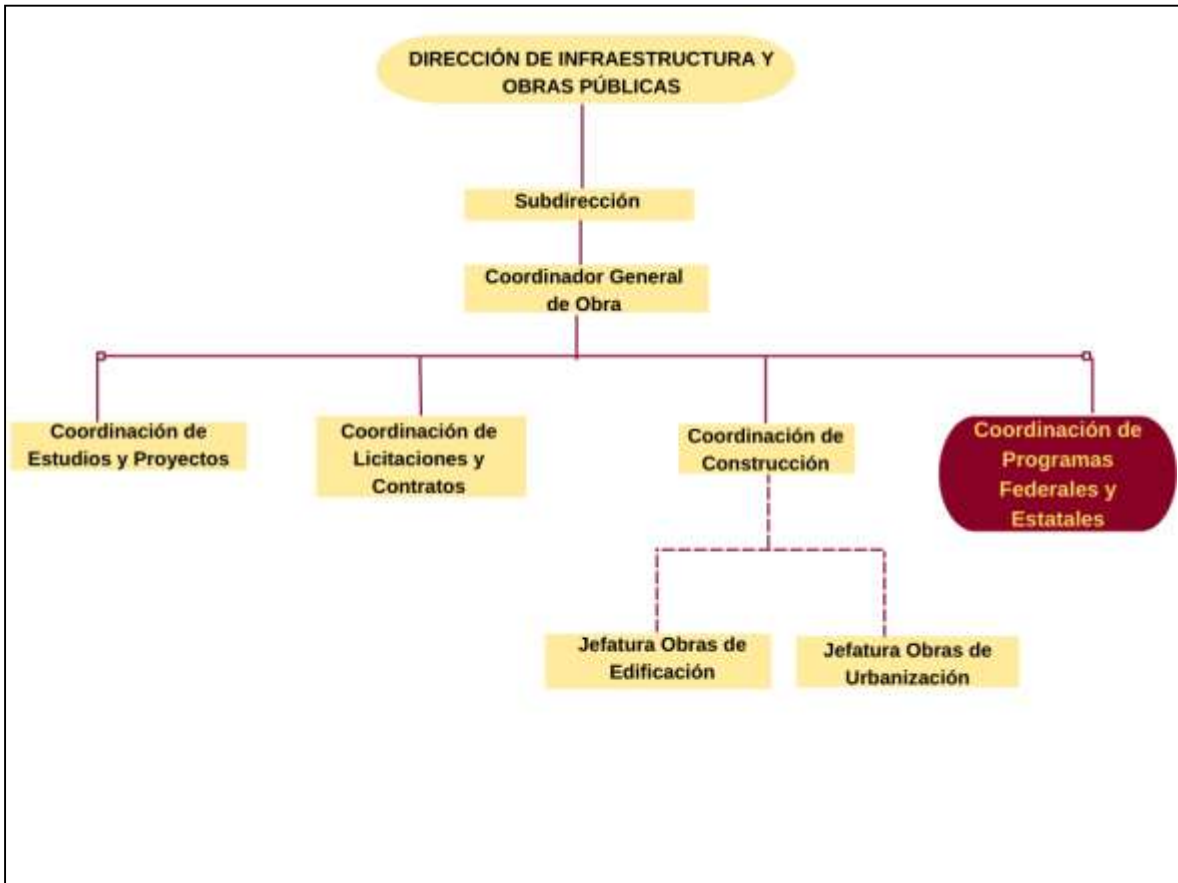 DIRECCIÓN DE INFRAESTRUCTURA Y
OBRAS PÚBLICAS
Subdirección
Coordinador General
de Obra
Coordinación de
Estudios y Proyectos
Coordinación de
Licitaciones y
Contratos
Coordinación de
Construcción
Coordinación de
Programas
Federales y
Estatales
Jefatura Obras de
Edificación
Jefatura Obras de
Urbanización